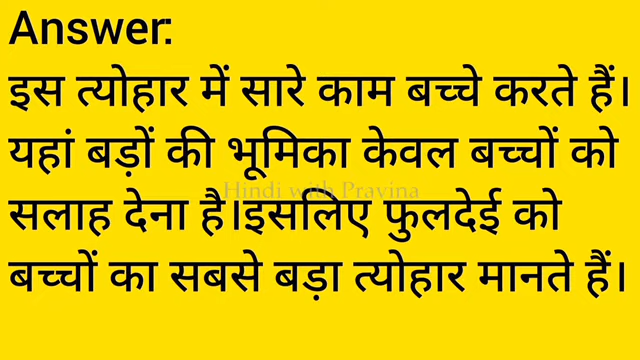 Answer:
इस त्योहार में सारे काम बच्चे करते हैं।
यहां बड़ों की भूमिका केवल बच्चों को
Hindi with Pravina
सलाह देना है।इसलिए फुलदेई को
बच्चों का सबसे बड़ा त्योहार मानते हैं।